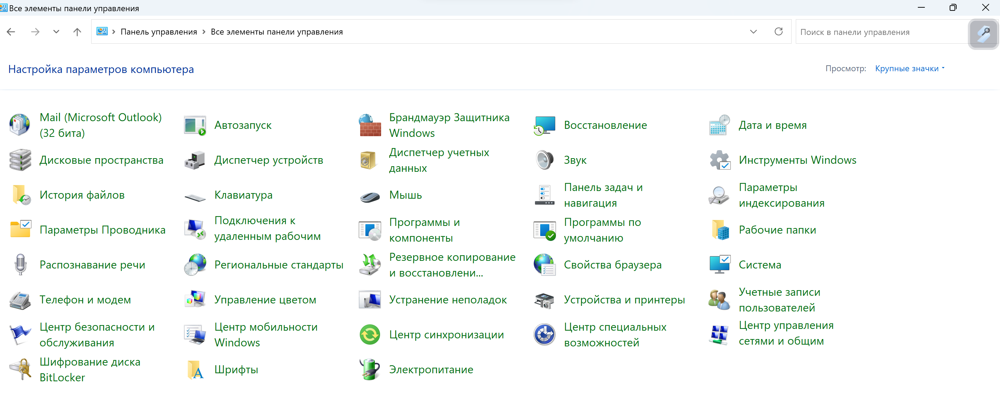 Все элементы панели управления
Панель управления › Все элементы панели управления
Поиск в панели управления
Настройка параметров компьютера
Просмотр: Крупные значки
Mail (Microsoft Outlook)
(32 бита)
Автозапуск
Брандмауэр Защитника
Windows
Восстановление
Дата и время
Дисковые пространства
Диспетчер устройств
Диспетчер учетных
данных
Звук
Инструменты Windows
История файлов
Клавиатура
Мышь
Панель задач и
навигация
Параметры
индексирования
Параметры Проводника
Подключения к
удаленным рабочим
Программы и
компоненты
Программы по
умолчанию
Рабочие папки
Распознавание речи
Региональные стандарты
Резервное копирование
и восстановлени...
Свойства браузера
Система
Телефон и модем
Управление цветом
Устранение неполадок
Устройства и принтеры
Учетные записи
пользователей
Центр безопасности и
обслуживания
Центр мобильности
Windows
Центр синхронизации
Центр специальных
возможностей
Центр управления
сетями и общим
Шифрование диска
BitLocker
Шрифты
Электропитание